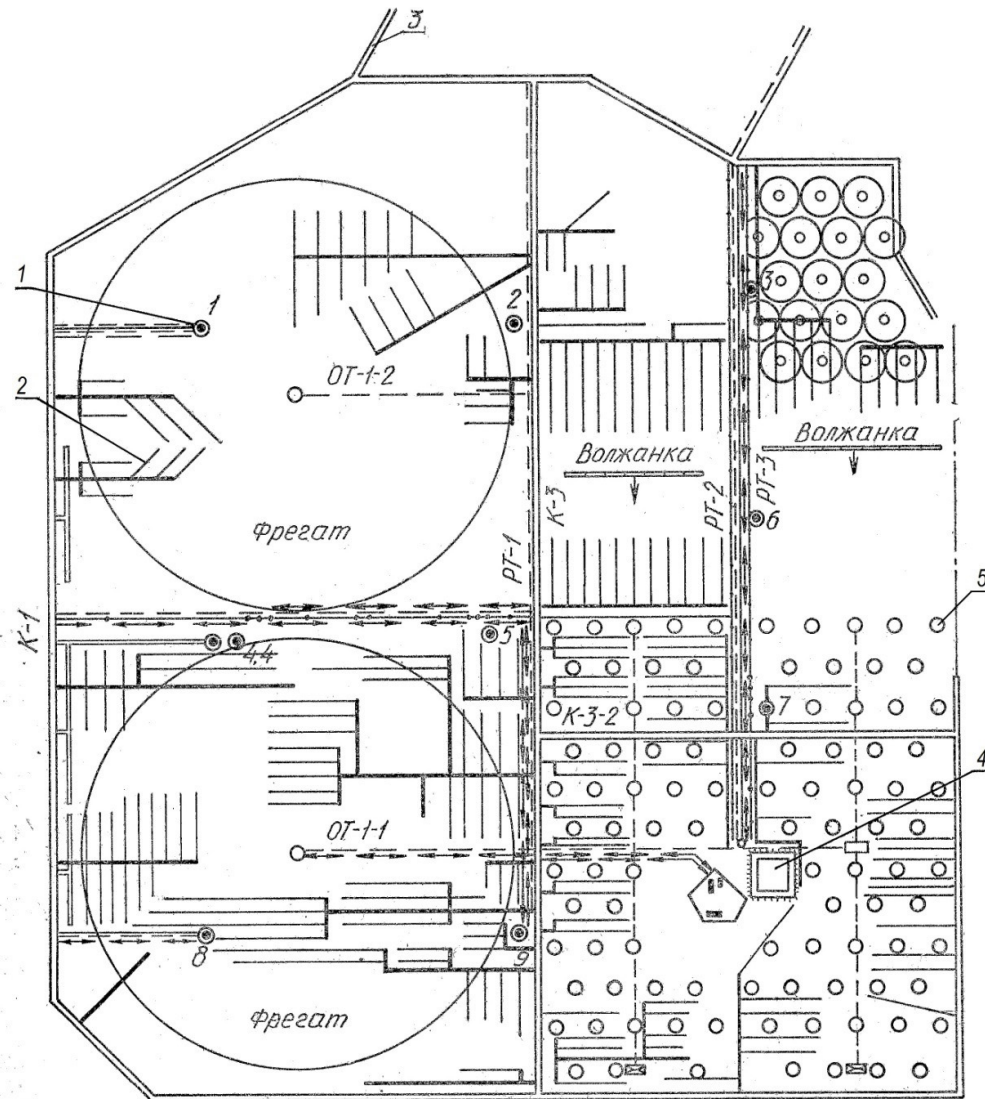 3
1
1
2
3
ОТ-1-2
2
Волжанка
Волжанка
К-3
РТ-2
РТ-3
Фрегат
РТ-1
6
5
К-1
4,4
5
К-3-2
7
4
ОТ-1-1
8
9
Фрегат